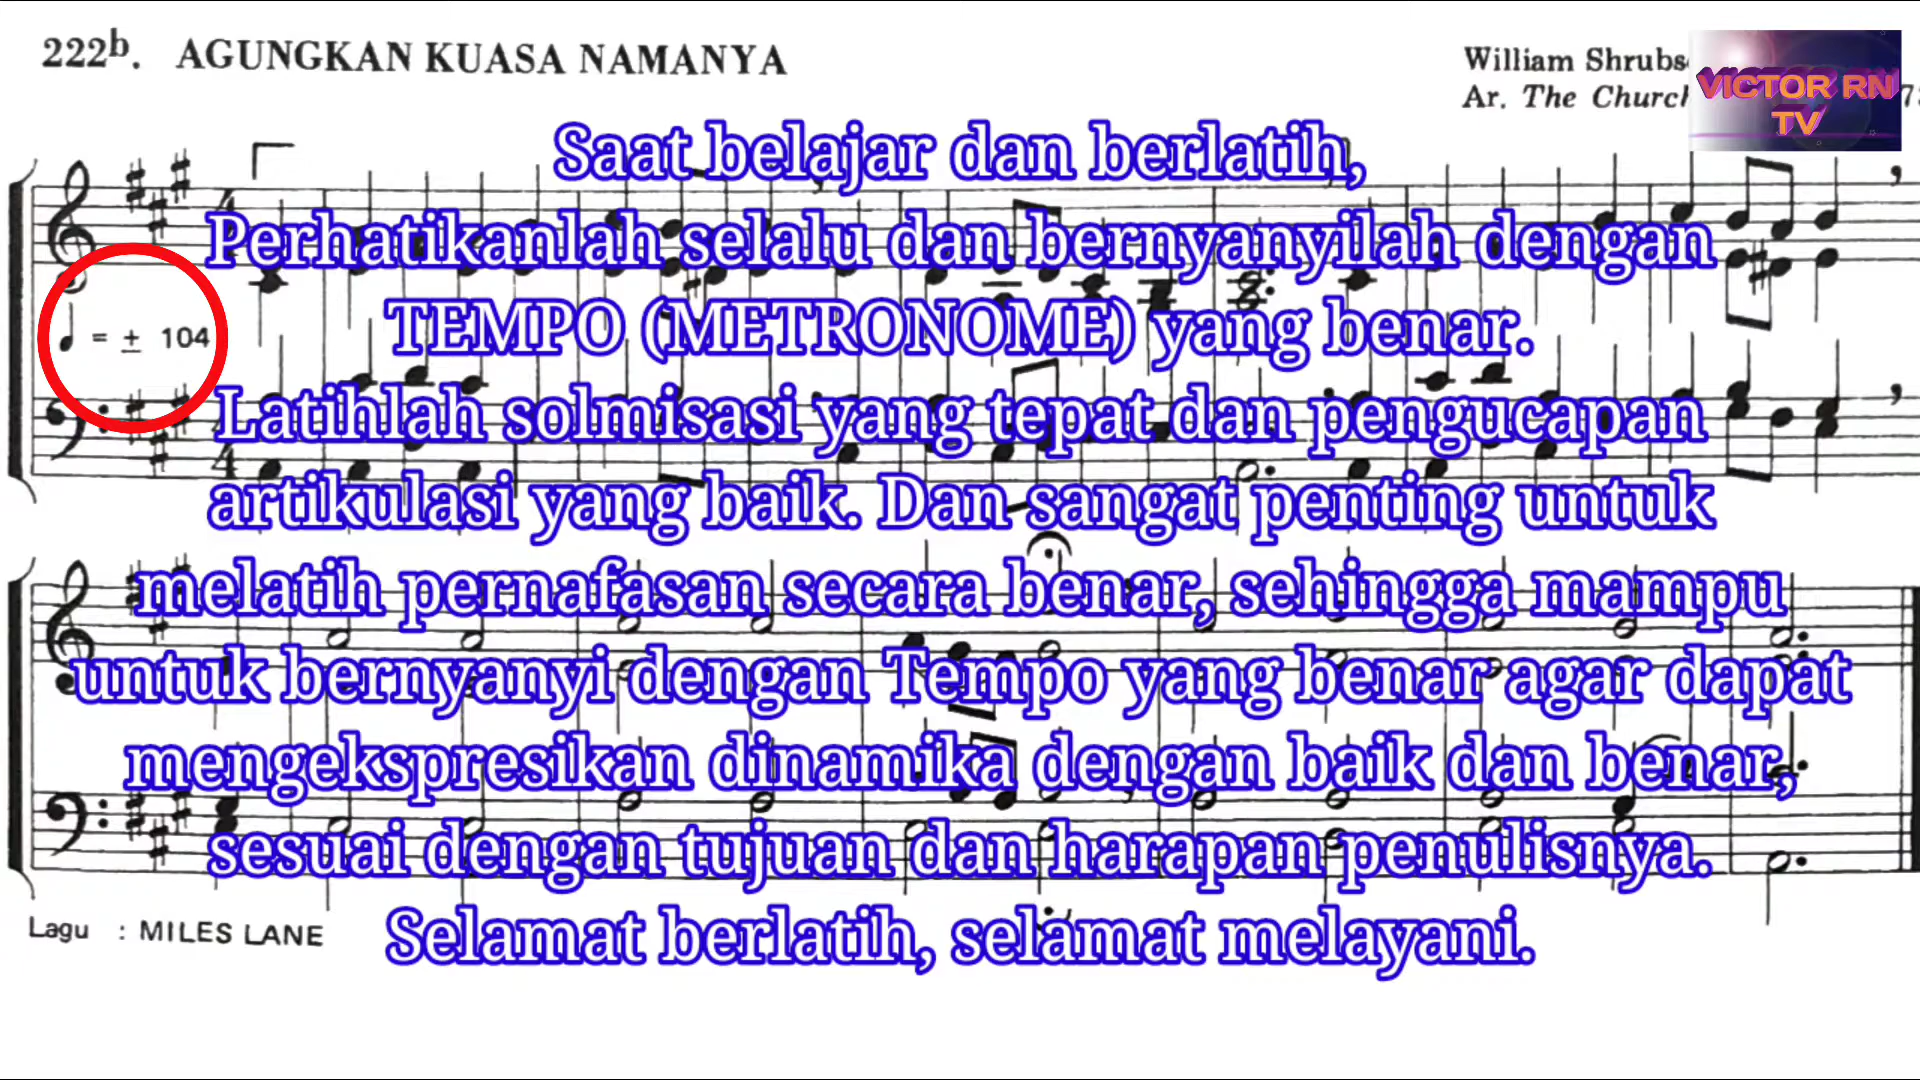 222b. AGUNGKAN KUASA NAMANYA
William
Ar. The Church
VICTOR RN
TV
Saat belajar dan berlatih,
Perhatikanlah selalu dan bernyanyilah dengan
TEMPO (METRONOME) yang benar.
= ± 104
Latihlah solmisasi yang tepat dan pengucapan
artikulasi yang baik. Dan sangat penting untuk
melatih pernafasan secara benar, sehingga mampu
untuk bernyanyi dengan Tempo yang benar agar dapat
mengekspresikan dinamika dengan baik dan benar,
sesuai dengan tujuan dan harapan penulisnya.
Selamat berlatih, selamat melayani.
Lagu : MILES LANE